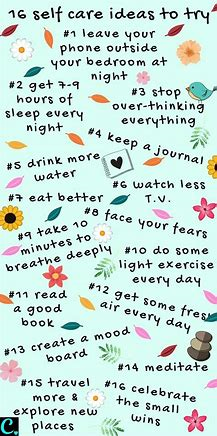 16 self care ideas to try
#1 leave your
phone outside
your bedroom at
night
#2 get 7-9
hours of
sleep every
night
#3 stop
over-thinking
everything
#4 keep a journal
#5 drink more
water
#6 watch less
T.V.
#7 eat better
#8 face your fears
#9 take 10
minutes to
breathe deeply
#10 do some
light exercise
every day
#11 read
a good
book
#12 get some fresh
air every day
#13 create a mood
board
#14 meditate
#15 travel
more &
explore new
places
#16 celebrate
the small
wins
C.